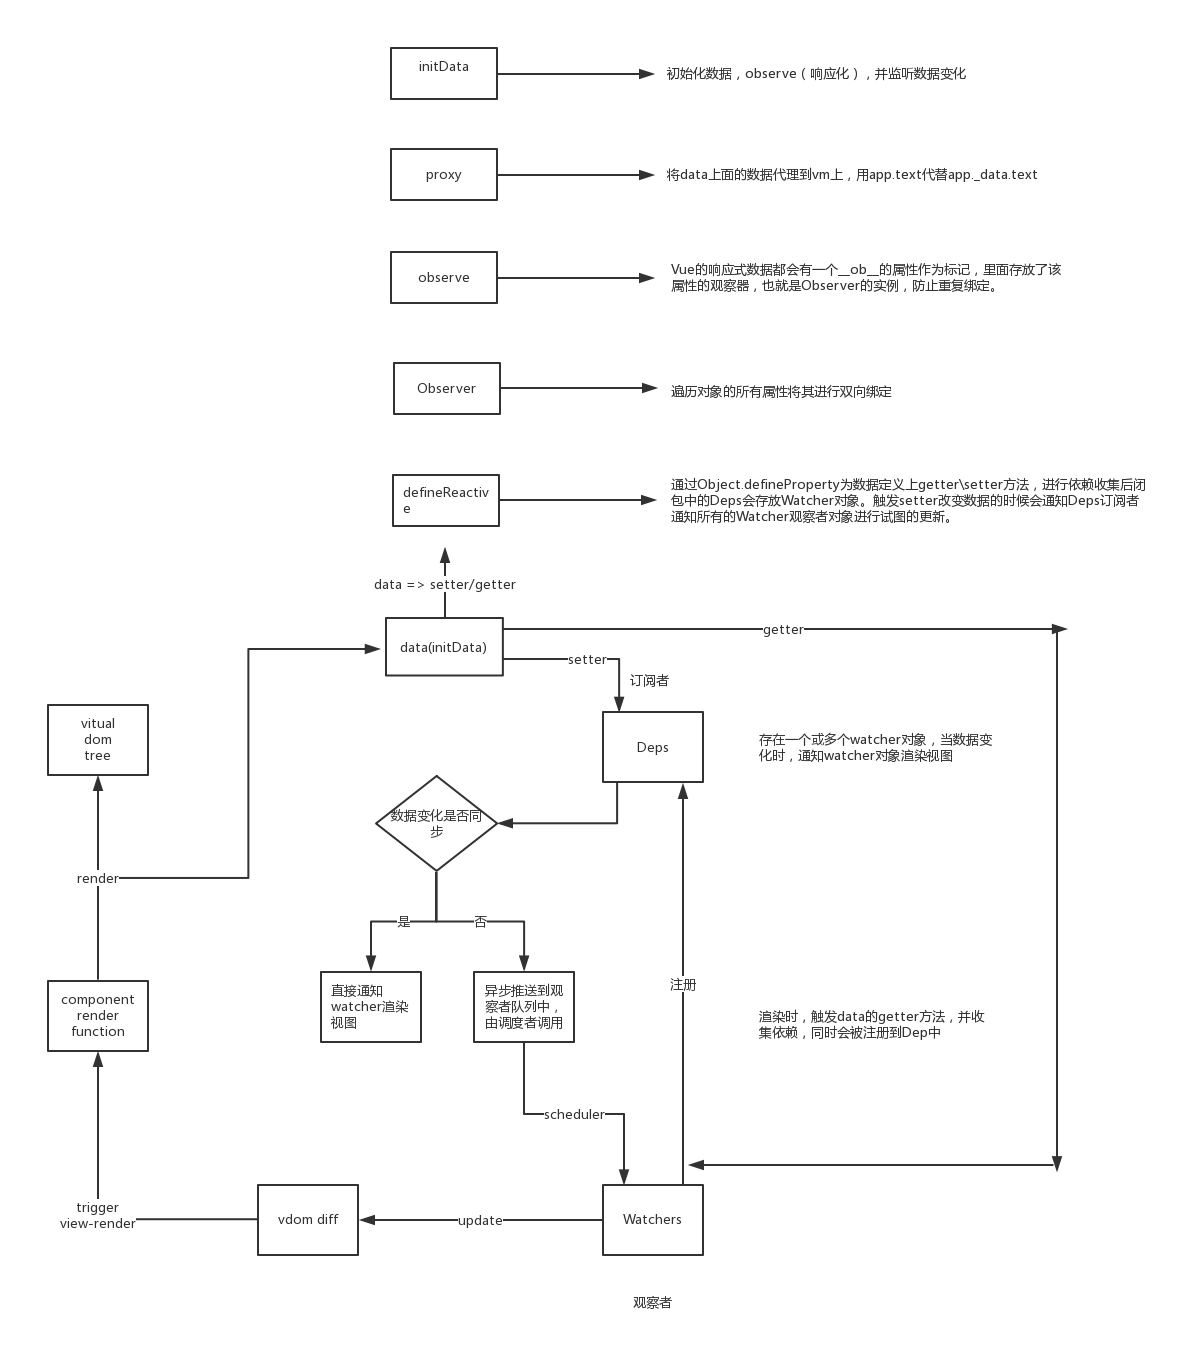 initData
初始化数据，observe（响应化），并监听数据变化
proxy
将data上面的数据代理到vm上，用app.text代替app._data.text
observe
Vue的响应式数据都会有一个__ob__的属性作为标记，里面存放了该
属性的观察器，也就是Observer的实例，防止重复绑定。
Observer
遍历对象的所有属性将其进行双向绑定
defineReactiv
e
通过Object.defineProperty为数据定义上getter\setter方法，进行依赖收集后闭
包中的Deps会存放Watcher对象。触发setter改变数据的时候会通知Deps订阅者
通知所有的Watcher观察者对象进行试图的更新。
data => setter/getter
data(initData)
getter
setter
订阅者
vitual
dom
tree
Deps
存在一个或多个watcher对象，当数据变
化时，通知watcher对象渲染视图
数据变化是否同
步
render
是
否
component
render
function
直接通知
watcher渲染
视图
异步推送到观
察者队列中，
由调度者调用
注册
渲染时，触发data的getter方法，并收
集依赖，同时会被注册到Dep中
scheduler
trigger
view-render
vdom diff
update
Watchers
观察者